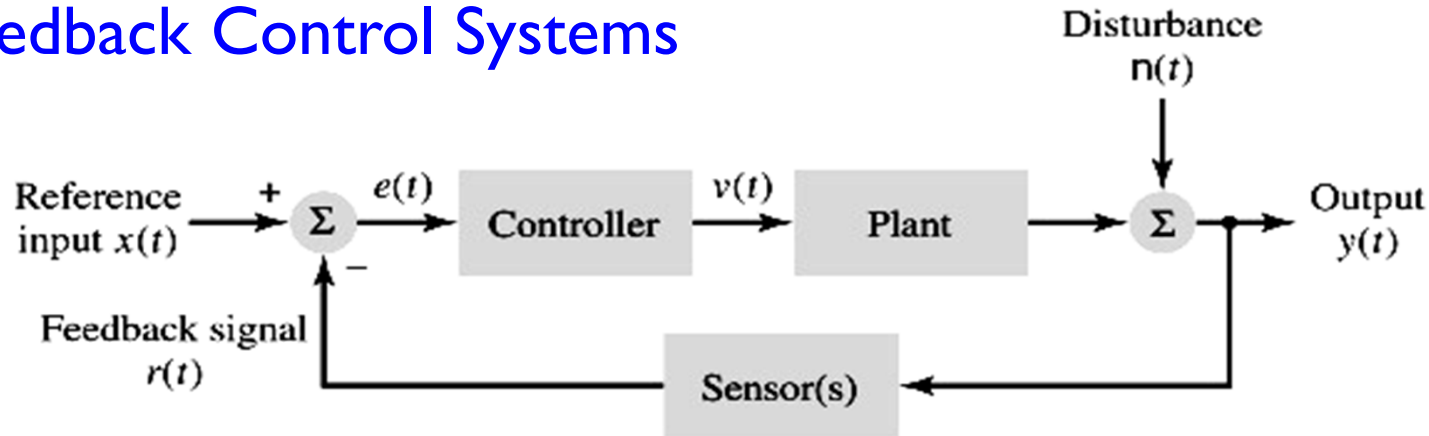 edback Control Systems
Disturbance
n(t)
Reference
input x(t)
+
Σ
−
e(t)
Controller
v(t)
Plant
Σ
Output
y(t)
Feedback signal
r(t)
Sensor(s)